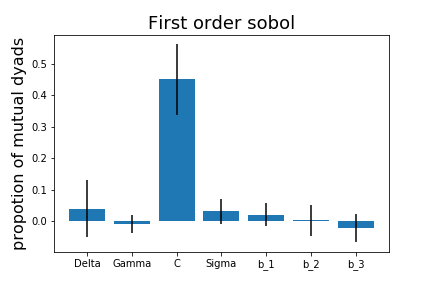 First order sobol
propotion of mutual dyads
0.5
0.4
0.3
0.2
0.1
0.0
Delta Gamma C Sigma b_1 b_2 b_3